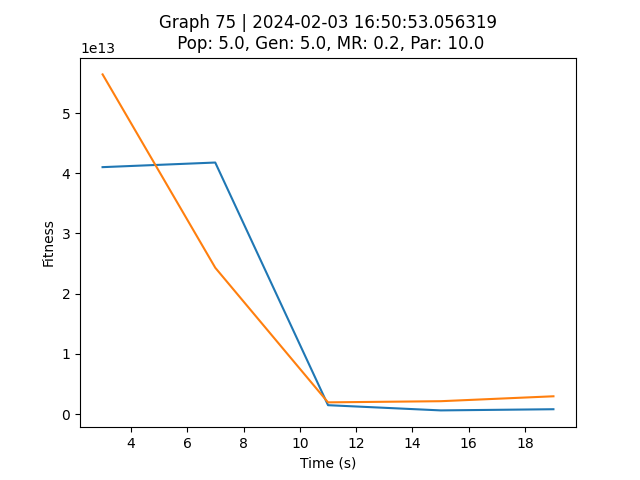 Graph 75 | 2024-02-03 16:50:53.056319
Pop: 5.0, Gen: 5.0, MR: 0.2, Par: 10.0
1e13
5
4
3
2
1
0
Fitness
4 6 8 10 12 14 16 18
Time (s)